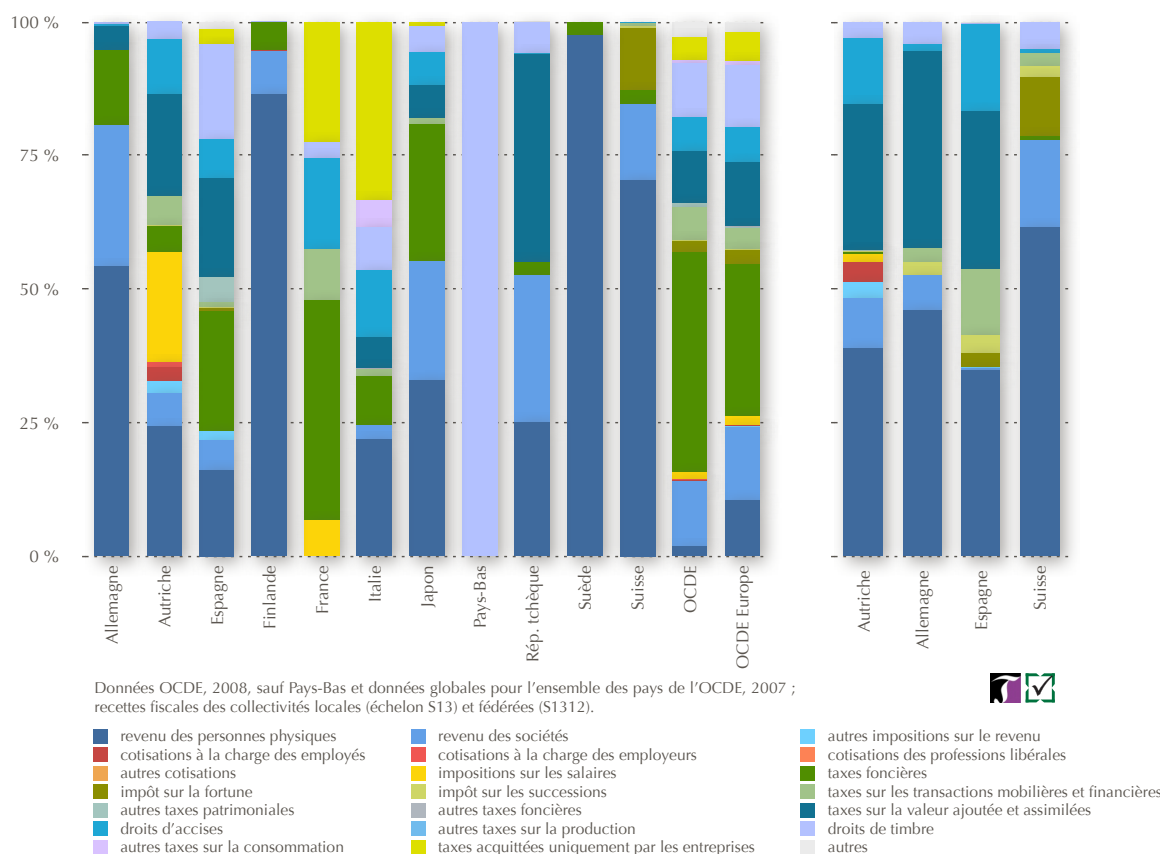 100 %
75 %
50 %
25 %
0 %
Allemagne
Autriche
Espagne
Finlande
France
Italie
Japon
Pays-Bas
Rép. tchèque
Suède
Suisse
OCDE
OCDE Europe
Autriche
Allemagne
Espagne
Suisse
Données OCDE, 2008, sauf Pays-Bas et données globales pour l'ensemble des pays de l'OCDE, 2007 ;
recettes fiscales des collectivités locales (échelon S13) et fédérées (S1312).
revenu des personnes physiques
revenu des sociétés
autres impositions sur le revenu
cotisations à la charge des employés
cotisations à la charge des employeurs
cotisations des professions libérales
autres cotisations
impositions sur les salaires
taxes foncières
impôt sur la fortune
impôt sur les successions
taxes sur les transactions mobilières et financières
autres taxes patrimoniales
autres taxes foncières
taxes sur la valeur ajoutée et assimilées
droits d'accises
autres taxes sur la production
droits de timbre
autres taxes sur la consommation
taxes acquittées uniquement par les entreprises
autres